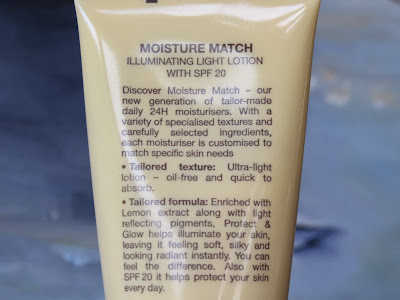 MOISTURE MATCH
ILLUMINATING LIGHT LOTION
WITH SPF 20
Discover Moisture Match – our
new generation of tailor-made
daily 24H moisturisers. With a
variety of specialised textures and
carefully selected ingredients,
each moisturiser is customised to
match specific skin needs
• Tailored texture: Ultra-light
lotion – oil-free and quick to
absorb.
• Tailored formula: Enriched with
Lemon extract along with light
reflecting pigments, Protect &
Glow helps illuminate your skin,
leaving it feeling soft, silky and
looking radiant instantly. You can
feel the difference. Also with
SPF 20 it helps protect your skin
every day.